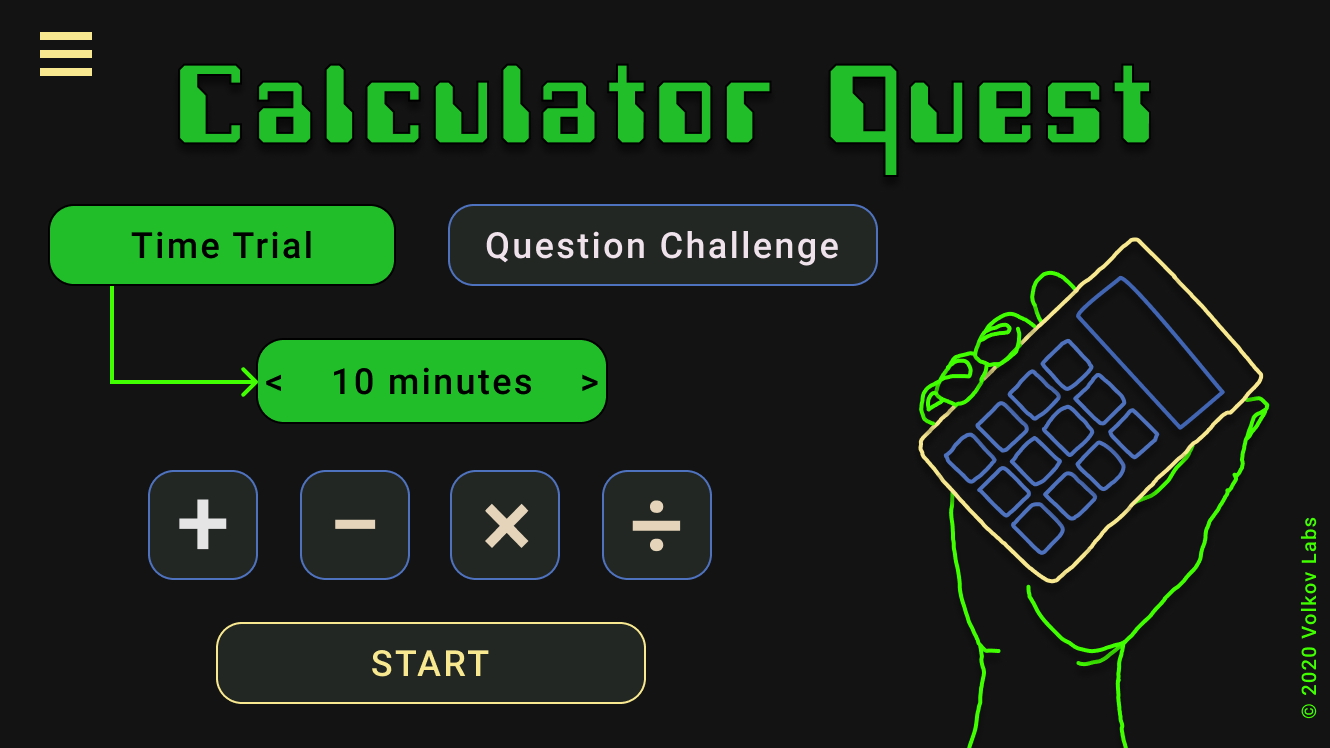 Calculator Quest
Time Trial
Question Challenge
< 10 minutes >
+ − × ÷
START
© 2020 Volkov Labs